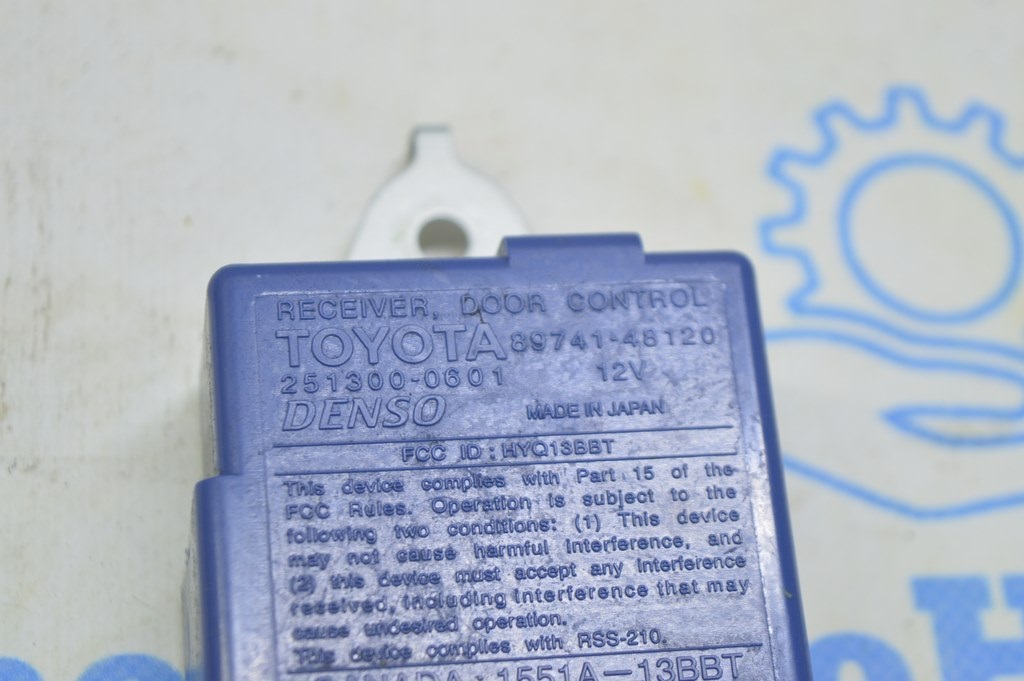 RECEIVER, DOOR CONTROL
TOYOTA 89741-48120
251300-0601 12V
DENSO MADE IN JAPAN
FCC ID : HYQ13BBT
This device complies with Part 15 of the
FCC Rules. Operation is subject to the
following two conditions: (1) This device
may not cause harmful interference, and
(2) this device must accept any interference
received, including interference that may
cause undesired operation.
This device complies with RSS-210.
CANADA : 1551A-13BBT